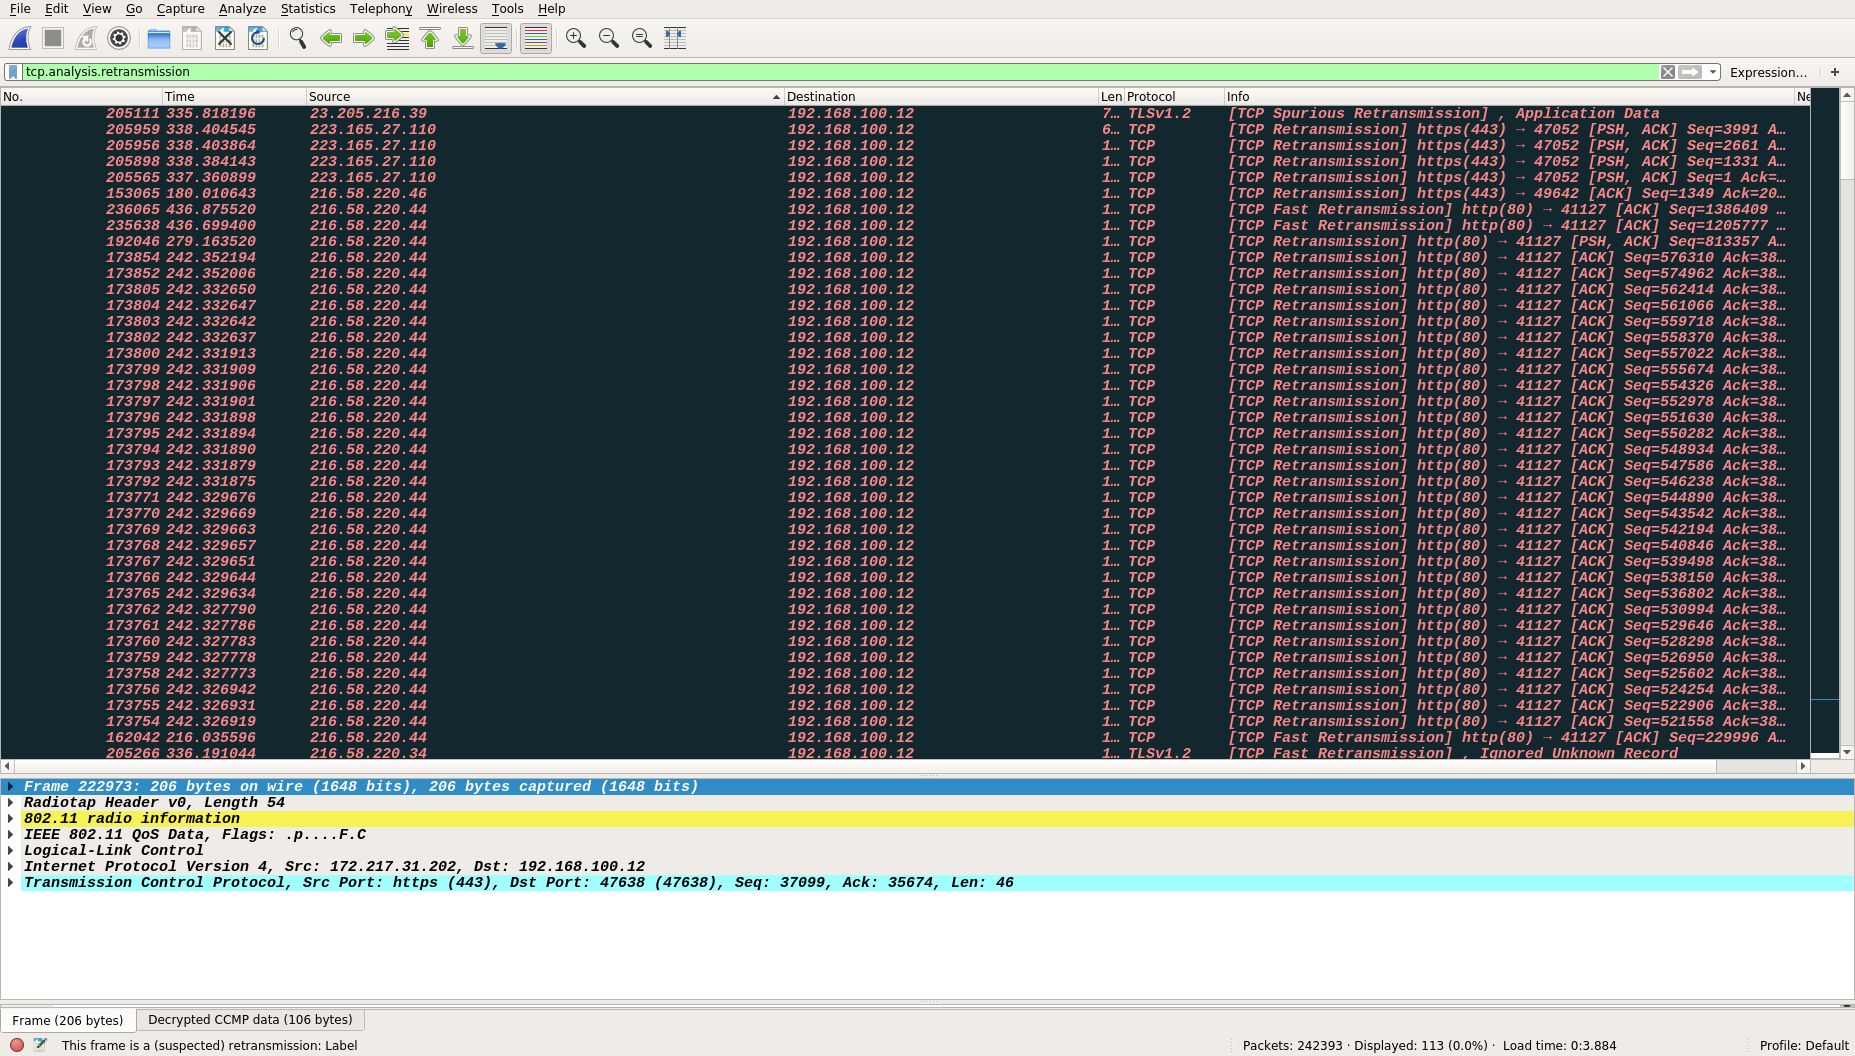 File Edit View Go Capture Analyze Statistics Telephony Wireless Tools Help
tcp.analysis.retransmission Expression… +
No. Time Source Destination Len Protocol Info Ne
205111 335.818196 23.205.216.39 192.168.100.12 7… TLSv1.2 [TCP Spurious Retransmission] , Application Data
205959 338.404545 223.165.27.110 192.168.100.12 6… TCP [TCP Retransmission] https(443) → 47052 [PSH, ACK] Seq=3991 A…
205956 338.403864 223.165.27.110 192.168.100.12 1… TCP [TCP Retransmission] https(443) → 47052 [PSH, ACK] Seq=2661 A…
205898 338.384143 223.165.27.110 192.168.100.12 1… TCP [TCP Retransmission] https(443) → 47052 [PSH, ACK] Seq=1331 A…
205565 337.360899 223.165.27.110 192.168.100.12 1… TCP [TCP Retransmission] https(443) → 47052 [PSH, ACK] Seq=1 Ack=…
153065 180.010643 216.58.220.46 192.168.100.12 1… TCP [TCP Retransmission] https(443) → 49642 [ACK] Seq=1349 Ack=20…
236065 436.875520 216.58.220.44 192.168.100.12 1… TCP [TCP Fast Retransmission] http(80) → 41127 [ACK] Seq=1386409 …
235638 436.699400 216.58.220.44 192.168.100.12 1… TCP [TCP Fast Retransmission] http(80) → 41127 [ACK] Seq=1205777 …
192046 279.163520 216.58.220.44 192.168.100.12 1… TCP [TCP Retransmission] http(80) → 41127 [PSH, ACK] Seq=813357 A…
173854 242.352194 216.58.220.44 192.168.100.12 1… TCP [TCP Retransmission] http(80) → 41127 [ACK] Seq=576310 Ack=38…
173852 242.352006 216.58.220.44 192.168.100.12 1… TCP [TCP Retransmission] http(80) → 41127 [ACK] Seq=574962 Ack=38…
173805 242.332650 216.58.220.44 192.168.100.12 1… TCP [TCP Retransmission] http(80) → 41127 [ACK] Seq=562414 Ack=38…
173804 242.332647 216.58.220.44 192.168.100.12 1… TCP [TCP Retransmission] http(80) → 41127 [ACK] Seq=561066 Ack=38…
173803 242.332642 216.58.220.44 192.168.100.12 1… TCP [TCP Retransmission] http(80) → 41127 [ACK] Seq=559718 Ack=38…
173802 242.332637 216.58.220.44 192.168.100.12 1… TCP [TCP Retransmission] http(80) → 41127 [ACK] Seq=558370 Ack=38…
173800 242.331913 216.58.220.44 192.168.100.12 1… TCP [TCP Retransmission] http(80) → 41127 [ACK] Seq=557022 Ack=38…
173799 242.331909 216.58.220.44 192.168.100.12 1… TCP [TCP Retransmission] http(80) → 41127 [ACK] Seq=555674 Ack=38…
173798 242.331906 216.58.220.44 192.168.100.12 1… TCP [TCP Retransmission] http(80) → 41127 [ACK] Seq=554326 Ack=38…
173797 242.331901 216.58.220.44 192.168.100.12 1… TCP [TCP Retransmission] http(80) → 41127 [ACK] Seq=552978 Ack=38…
173796 242.331898 216.58.220.44 192.168.100.12 1… TCP [TCP Retransmission] http(80) → 41127 [ACK] Seq=551630 Ack=38…
173795 242.331894 216.58.220.44 192.168.100.12 1… TCP [TCP Retransmission] http(80) → 41127 [ACK] Seq=550282 Ack=38…
173794 242.331890 216.58.220.44 192.168.100.12 1… TCP [TCP Retransmission] http(80) → 41127 [ACK] Seq=548934 Ack=38…
173793 242.331879 216.58.220.44 192.168.100.12 1… TCP [TCP Retransmission] http(80) → 41127 [ACK] Seq=547586 Ack=38…
173792 242.331875 216.58.220.44 192.168.100.12 1… TCP [TCP Retransmission] http(80) → 41127 [ACK] Seq=546238 Ack=38…
173771 242.329676 216.58.220.44 192.168.100.12 1… TCP [TCP Retransmission] http(80) → 41127 [ACK] Seq=544890 Ack=38…
173770 242.329669 216.58.220.44 192.168.100.12 1… TCP [TCP Retransmission] http(80) → 41127 [ACK] Seq=543542 Ack=38…
173769 242.329663 216.58.220.44 192.168.100.12 1… TCP [TCP Retransmission] http(80) → 41127 [ACK] Seq=542194 Ack=38…
173768 242.329657 216.58.220.44 192.168.100.12 1… TCP [TCP Retransmission] http(80) → 41127 [ACK] Seq=540846 Ack=38…
173767 242.329651 216.58.220.44 192.168.100.12 1… TCP [TCP Retransmission] http(80) → 41127 [ACK] Seq=539498 Ack=38…
173766 242.329644 216.58.220.44 192.168.100.12 1… TCP [TCP Retransmission] http(80) → 41127 [ACK] Seq=538150 Ack=38…
173765 242.329634 216.58.220.44 192.168.100.12 1… TCP [TCP Retransmission] http(80) → 41127 [ACK] Seq=536802 Ack=38…
173762 242.327790 216.58.220.44 192.168.100.12 1… TCP [TCP Retransmission] http(80) → 41127 [ACK] Seq=530994 Ack=38…
173761 242.327786 216.58.220.44 192.168.100.12 1… TCP [TCP Retransmission] http(80) → 41127 [ACK] Seq=529646 Ack=38…
173760 242.327783 216.58.220.44 192.168.100.12 1… TCP [TCP Retransmission] http(80) → 41127 [ACK] Seq=528298 Ack=38…
173759 242.327778 216.58.220.44 192.168.100.12 1… TCP [TCP Retransmission] http(80) → 41127 [ACK] Seq=526950 Ack=38…
173758 242.327773 216.58.220.44 192.168.100.12 1… TCP [TCP Retransmission] http(80) → 41127 [ACK] Seq=525602 Ack=38…
173756 242.326942 216.58.220.44 192.168.100.12 1… TCP [TCP Retransmission] http(80) → 41127 [ACK] Seq=524254 Ack=38…
173755 242.326931 216.58.220.44 192.168.100.12 1… TCP [TCP Retransmission] http(80) → 41127 [ACK] Seq=522906 Ack=38…
173754 242.326919 216.58.220.44 192.168.100.12 1… TCP [TCP Retransmission] http(80) → 41127 [ACK] Seq=521558 Ack=38…
162042 216.035596 216.58.220.44 192.168.100.12 1… TCP [TCP Fast Retransmission] http(80) → 41127 [ACK] Seq=229996 A…
205266 336.191044 216.58.220.34 192.168.100.12 1… TLSv1.2 [TCP Fast Retransmission] , Ignored Unknown Record
Frame 222973: 206 bytes on wire (1648 bits), 206 bytes captured (1648 bits)
Radiotap Header v0, Length 54
802.11 radio information
IEEE 802.11 QoS Data, Flags: .p....F.C
Logical-Link Control
Internet Protocol Version 4, Src: 172.217.31.202, Dst: 192.168.100.12
Transmission Control Protocol, Src Port: https (443), Dst Port: 47638 (47638), Seq: 37099, Ack: 35674, Len: 46
Frame (206 bytes) Decrypted CCMP data (106 bytes)
This frame is a (suspected) retransmission: Label Packets: 242393 · Displayed: 113 (0.0%) · Load time: 0:3.884 Profile: Default